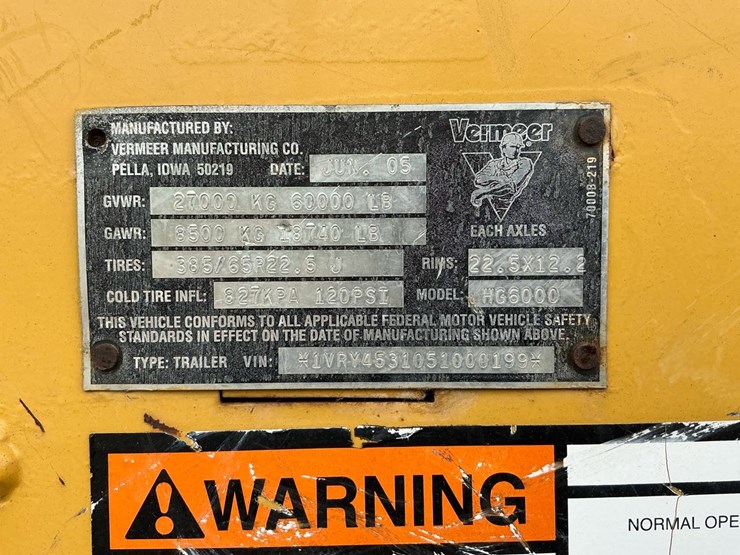 MANUFACTURED BY:
VERMEER MANUFACTURING CO.
PELLA, IOWA 50219 DATE: JUN. 05
Vermeer
70008-219
GVWR: 27000 KG 60000 LB
GAWR: 8500 KG 18740 LB
EACH AXLES
TIRES: 385/65R22.5 J RIMS: 22.5X12.2
COLD TIRE INFL: 827KPA 120PSI MODEL: HG6000
THIS VEHICLE CONFORMS TO ALL APPLICABLE FEDERAL MOTOR VEHICLE SAFETY
STANDARDS IN EFFECT ON THE DATE OF MANUFACTURING SHOWN ABOVE.
TYPE: TRAILER VIN: *1VRY4531051000199*
WARNING
NORMAL OPE